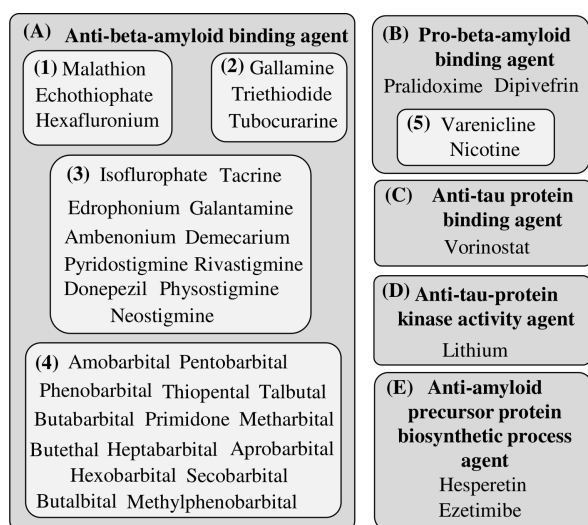 (A) Anti-beta-amyloid binding agent
(1) Malathion
Echothiophate
Hexafluronium
(2) Gallamine
Triethiodide
Tubocurarine
(3) Isoflurophate Tacrine
Edrophonium Galantamine
Ambenonium Demecarium
Pyridostigmine Rivastigmine
Donepezil Physostigmine
Neostigmine
(4) Amobarbital Pentobarbital
Phenobarbital Thiopental Talbutal
Butabarbital Primidone Metharbital
Butethal Heptabarbital Aprobarbital
Hexobarbital Secobarbital
Butalbital Methylphenobarbital
(B) Pro-beta-amyloid
binding agent
Pralidoxime Dipivefrin
(5) Varenicline
Nicotine
(C) Anti-tau protein
binding agent
Vorinostat
(D) Anti-tau-protein
kinase activity agent
Lithium
(E) Anti-amyloid
precursor protein
biosynthetic process
agent
Hesperetin
Ezetimibe